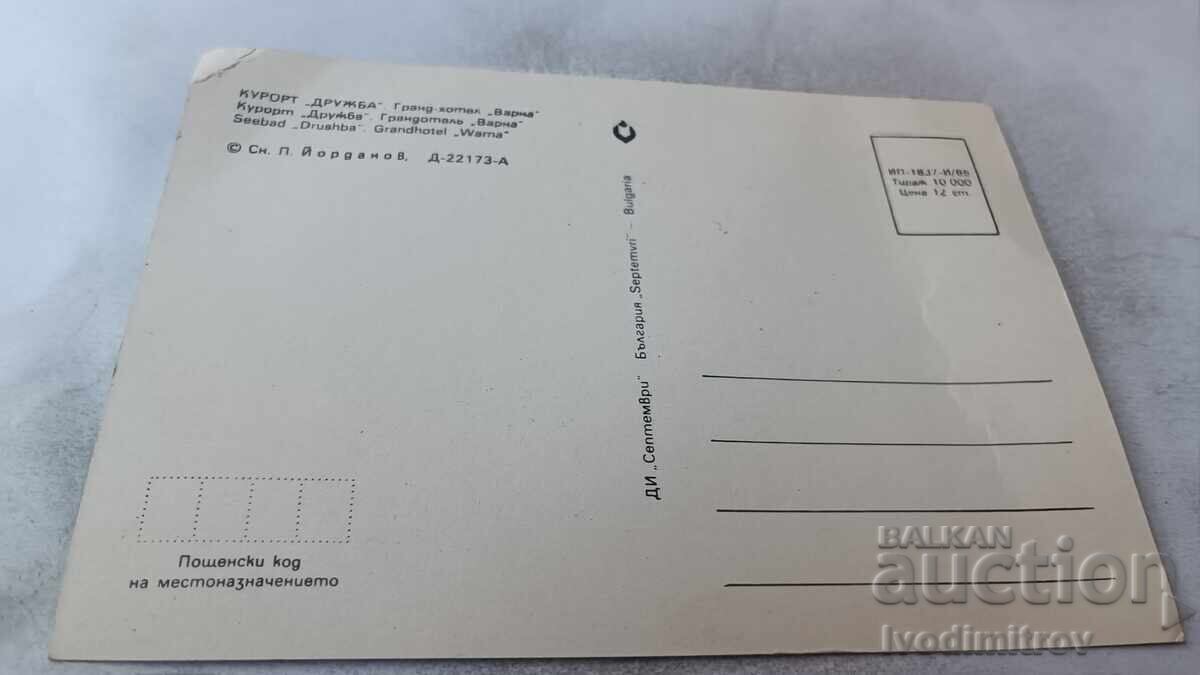 КУРОРТ „ДРУЖБА“. Гранд-хотел „Варна“
Курорт „Дружба“. Грандотель „Варна“
Seebad „Drushba“. Grandhotel „Warna“
© Сн. П. Йорданов, Д-22173-А
ДИ „Септември“ България „Septemvri“ – Bulgaria
Тираж 10 000
Цена 12 ст.
Пощенски код
на местоназначението
BALKAN
auction
Ivodimitrov